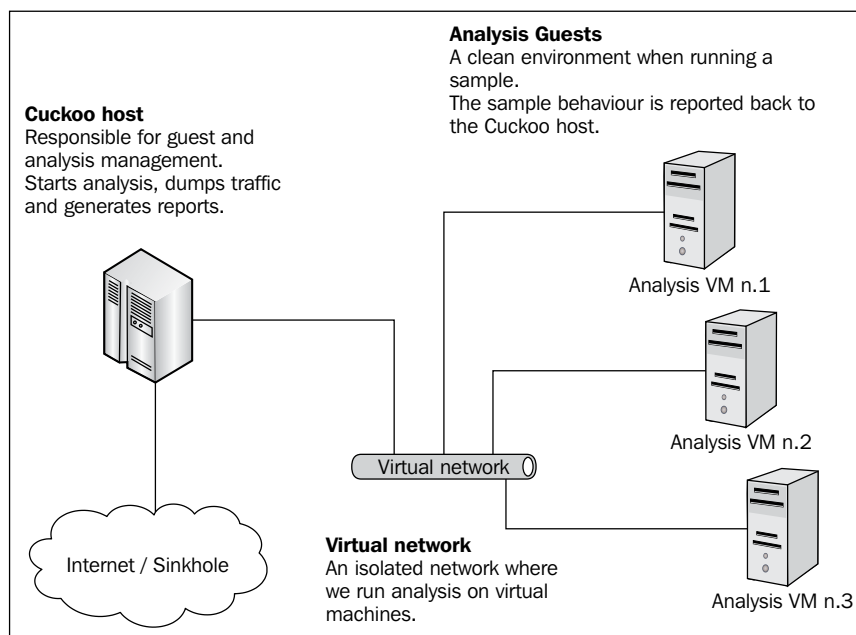 Analysis Guests
A clean environment when running a
sample.
The sample behaviour is reported back to
the Cuckoo host.
Cuckoo host
Responsible for guest and
analysis management.
Starts analysis, dumps traffic
and generates reports.
Analysis VM n.1
Analysis VM n.2
Virtual network
Internet / Sinkhole
Virtual network
An isolated network where
we run analysis on virtual
machines.
Analysis VM n.3